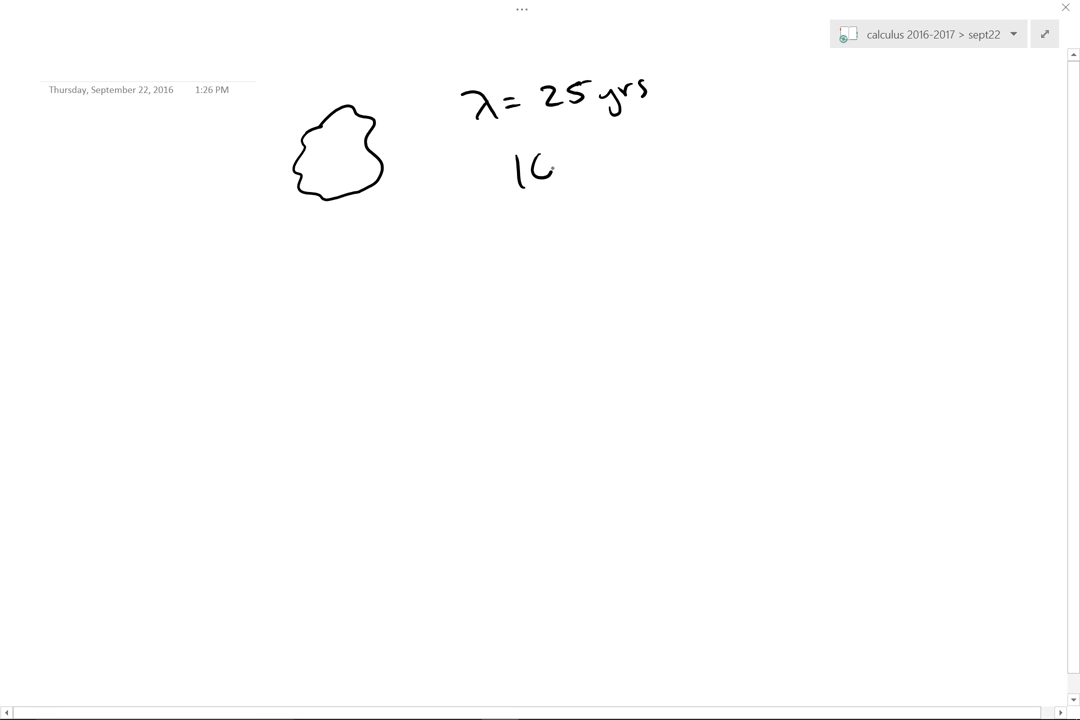 calculus 2016-2017 > sept22
Thursday, September 22, 2016 1:26 PM
λ = 25 yrs